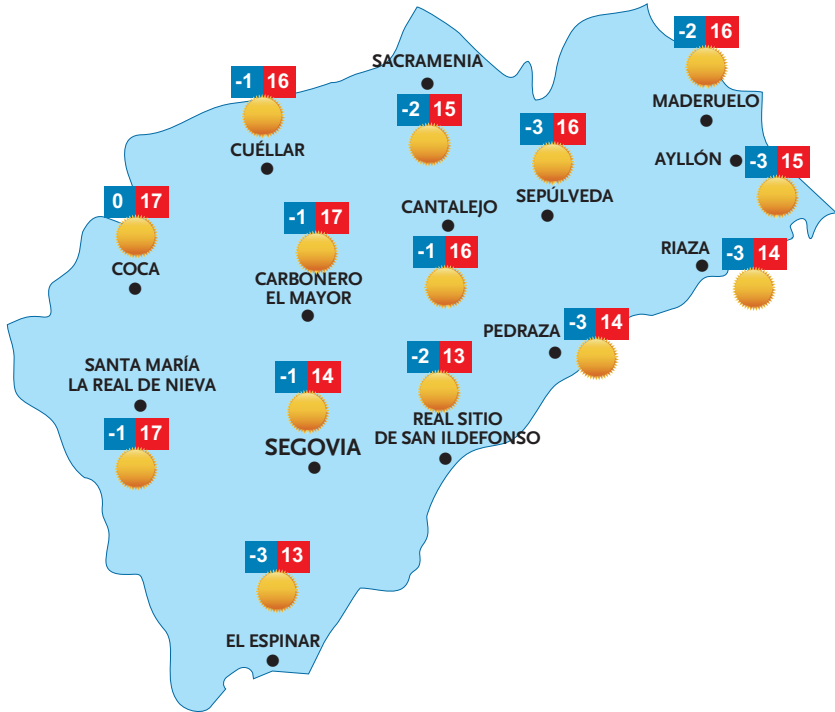 -2 16
MADERUELO
SACRAMENIA
-2 15
-1 16
CUÉLLAR
-3 16
SEPÚLVEDA
AYLLÓN
-3 15
0 17
COCA
-1 17
CARBONERO
EL MAYOR
CANTALEJO
-1 16
RIAZA
-3 14
PEDRAZA
-3 14
SANTA MARÍA
LA REAL DE NIEVA
-1 17
-1 14
SEGOVIA
-2 13
REAL SITIO
DE SAN ILDEFONSO
-3 13
EL ESPINAR